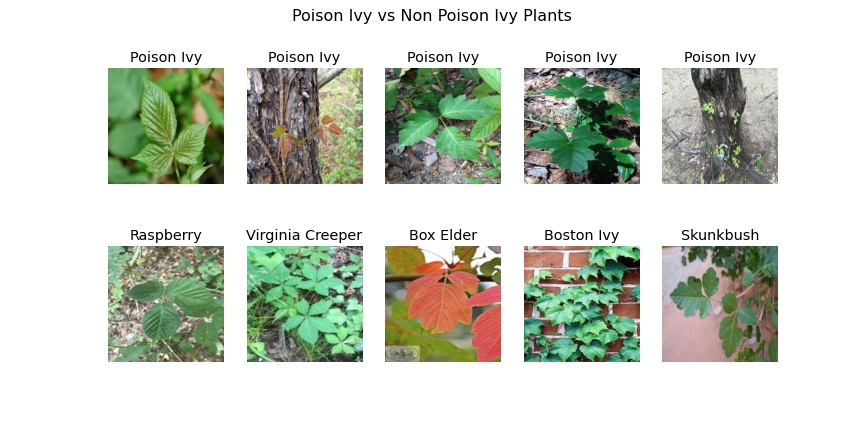 Poison Ivy vs Non Poison Ivy Plants
Poison Ivy
Poison Ivy
Poison Ivy
Poison Ivy
Poison Ivy
Raspberry
Virginia Creeper
Box Elder
Boston Ivy
Skunkbush